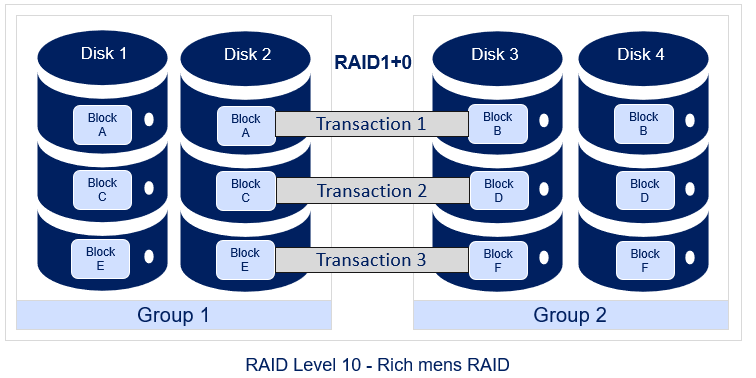 Disk 1
Disk 2
RAID1+0
Disk 3
Disk 4
Block
A
Block
A
Transaction 1
Block
B
Block
B
Block
C
Block
C
Transaction 2
Block
D
Block
D
Block
E
Block
E
Transaction 3
Block
F
Block
F
Group 1
Group 2
RAID Level 10 - Rich mens RAID